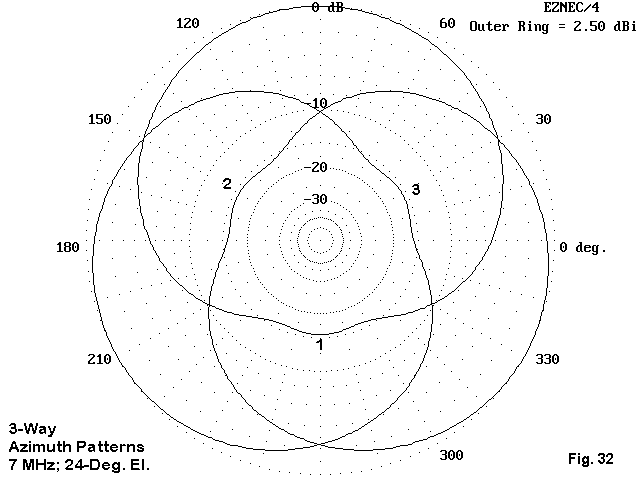 0 dB
EZNEC/4
Outer Ring = 2.50 dBi
120
60
-10
150
30
-20
2
3
-30
180
0 deg.
1
210
330
3-Way
Azimuth Patterns
7 MHz; 24-Deg. El.
300
Fig. 32